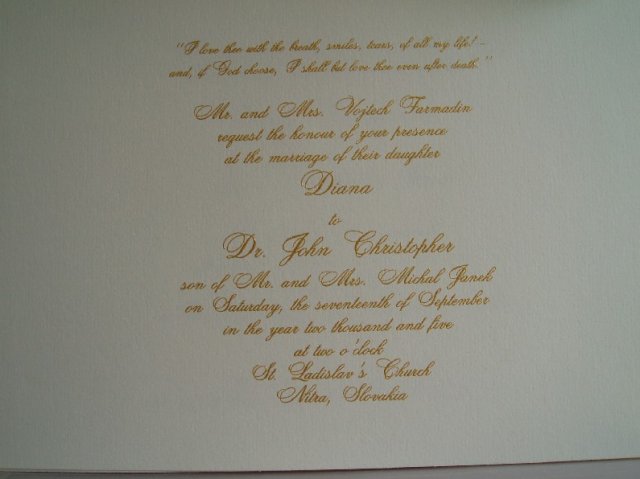 "I love thee with the breath, smiles, tears, of all my life! -
and, if God choose, I shall but love thee even after death."
Mr. and Mrs. Vojtech Farmadin
request the honour of your presence
at the marriage of their daughter
Diana
to
Dr. John Christopher
son of Mr. and Mrs. Michal Janek
on Saturday, the seventeenth of September
in the year two thousand and five
at two o'clock
St. Ladislav's Church
Nitra, Slovakia